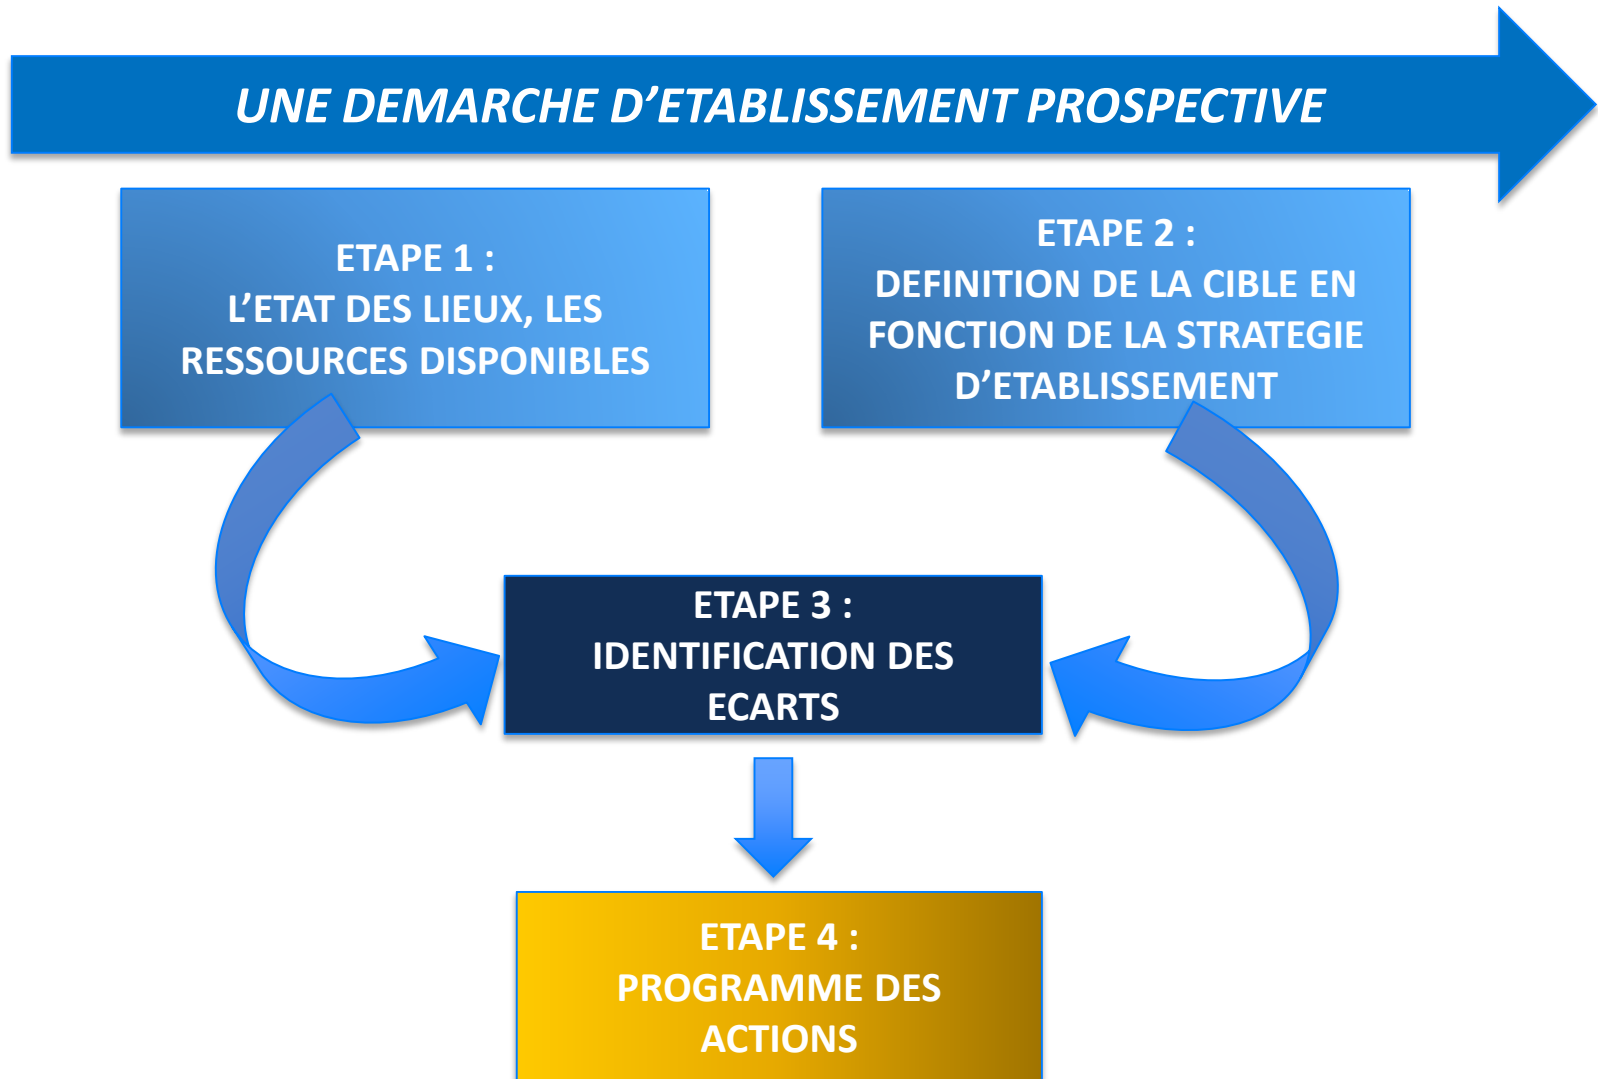 UNE DEMARCHE D’ETABLISSEMENT PROSPECTIVE
ETAPE 1 :
L’ETAT DES LIEUX, LES
RESSOURCES DISPONIBLES
ETAPE 2 :
DEFINITION DE LA CIBLE EN
FONCTION DE LA STRATEGIE
D’ETABLISSEMENT
ETAPE 3 :
IDENTIFICATION DES
ECARTS
ETAPE 4 :
PROGRAMME DES
ACTIONS